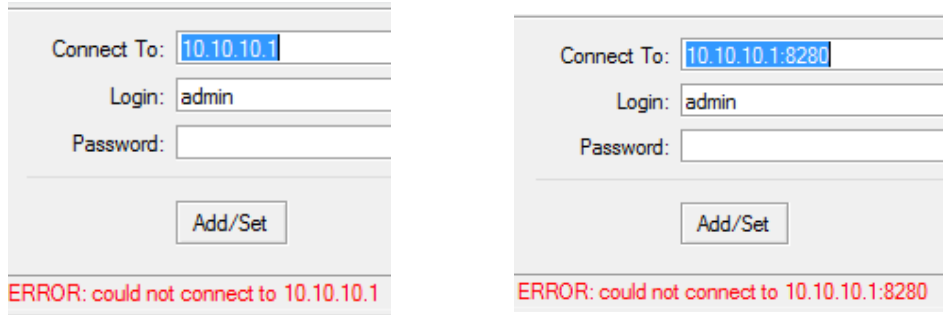 Connect To: 10.10.10.1
Login: admin
Password:
Add/Set
ERROR: could not connect to 10.10.10.1
Connect To: 10.10.10.1:8280
Login: admin
Password:
Add/Set
ERROR: could not connect to 10.10.10.1:8280